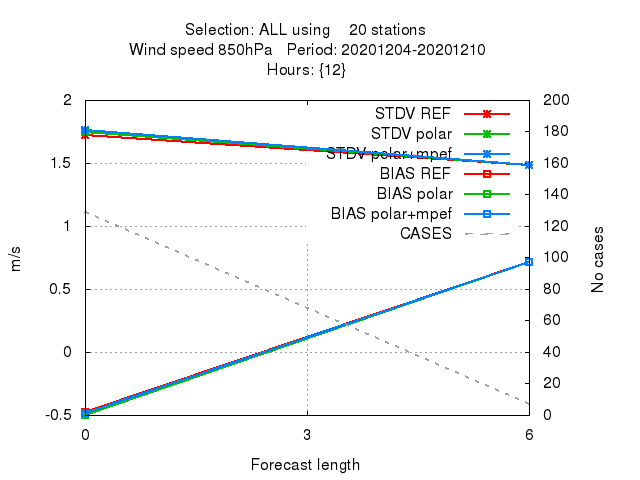 Selection: ALL using 20 stations
Wind speed 850hPa Period: 20201204-20201210
Hours: {12}
2
1.5
1
0.5
0
-0.5
m/s
200
180
160
140
120
100
80
60
40
20
0
No cases
STDV REF
STDV polar
STDV polar+mpef
BIAS REF
BIAS polar
BIAS polar+mpef
CASES
0 3 6
Forecast length